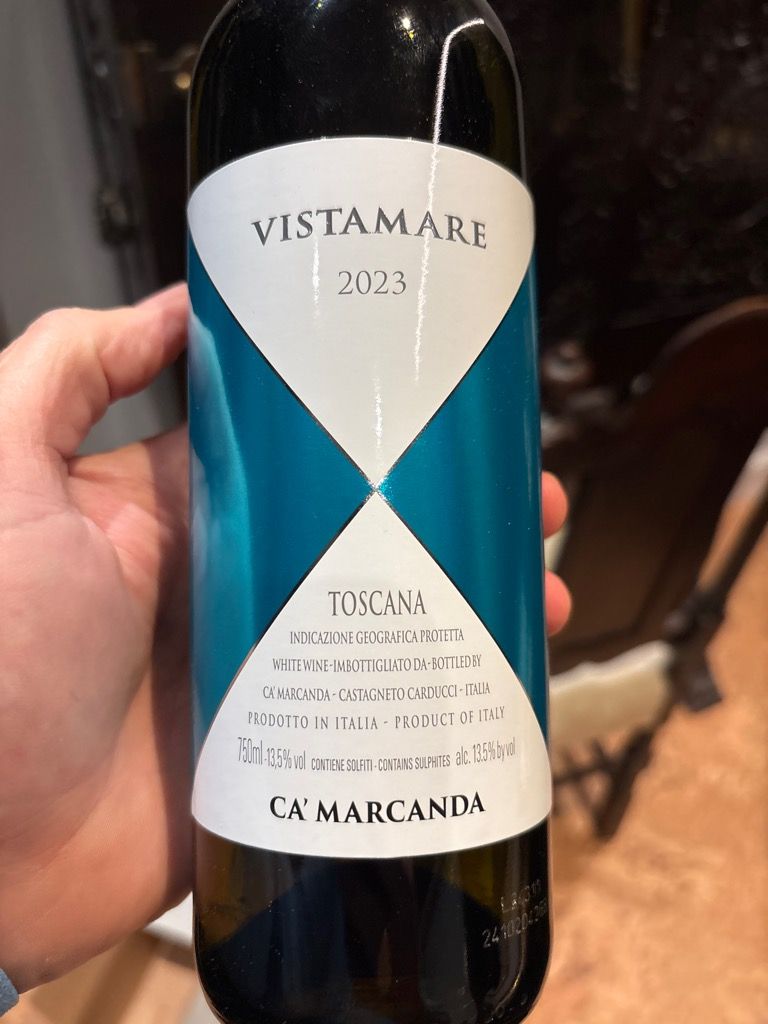 VISTAMARE
2023
TOSCANA
INDICAZIONE GEOGRAFICA PROTETTA
WHITE WINE-IMBOTTIGLIATO DA-BOTTLED BY
CA' MARCANDA - CASTAGNETO CARDUCCI - ITALIA
PRODOTTO IN ITALIA - PRODUCT OF ITALY
750ml-13,5% vol CONTIENE SOLFITI - CONTAINS SULPHITES alc. 13.5% by vol
CA' MARCANDA